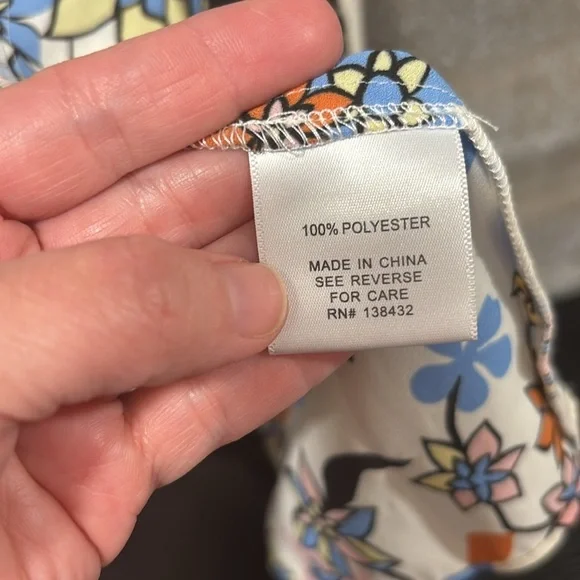 100% POLYESTER
MADE IN CHINA
SEE REVERSE
FOR CARE
RN# 138432